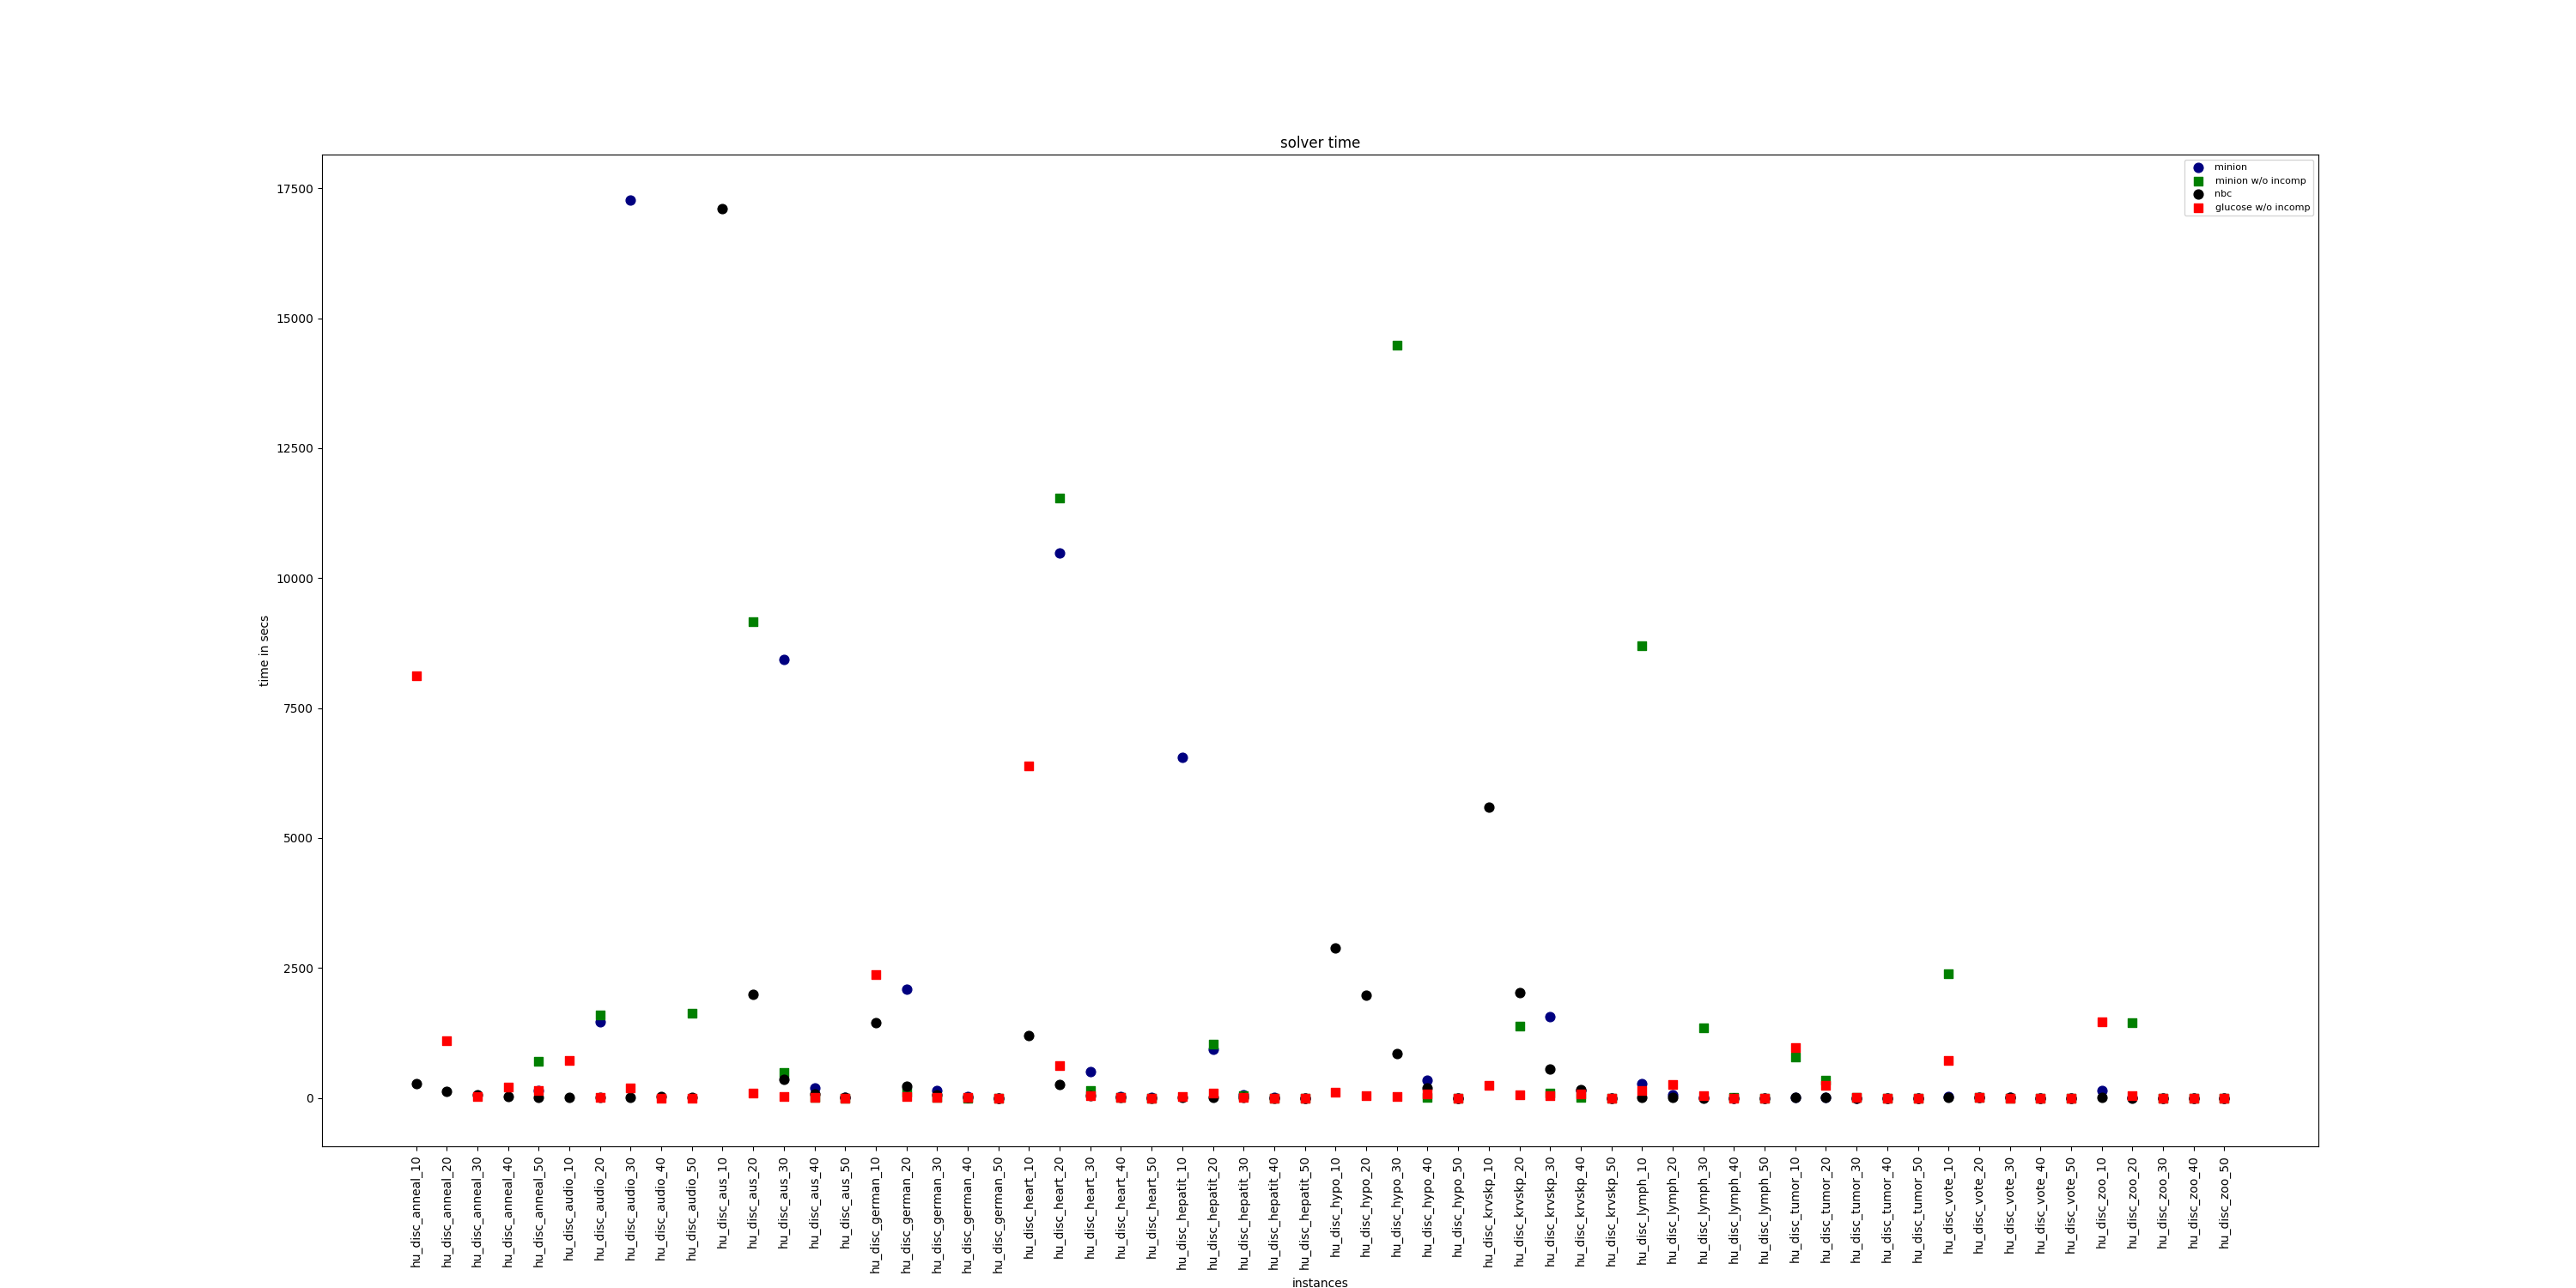 solver time
minion
minion w/o incomp
nbc
glucose w/o incomp
17500
15000
12500
10000
7500
5000
2500
0
time in secs
hu_disc_anneal_10
hu_disc_anneal_20
hu_disc_anneal_30
hu_disc_anneal_40
hu_disc_anneal_50
hu_disc_audio_10
hu_disc_audio_20
hu_disc_audio_30
hu_disc_audio_40
hu_disc_audio_50
hu_disc_aus_10
hu_disc_aus_20
hu_disc_aus_30
hu_disc_aus_40
hu_disc_aus_50
hu_disc_german_10
hu_disc_german_20
hu_disc_german_30
hu_disc_german_40
hu_disc_german_50
hu_disc_heart_10
hu_disc_heart_20
hu_disc_heart_30
hu_disc_heart_40
hu_disc_heart_50
hu_disc_hepatit_10
hu_disc_hepatit_20
hu_disc_hepatit_30
hu_disc_hepatit_40
hu_disc_hepatit_50
hu_disc_hypo_10
hu_disc_hypo_20
hu_disc_hypo_30
hu_disc_hypo_40
hu_disc_hypo_50
hu_disc_krvskp_10
hu_disc_krvskp_20
hu_disc_krvskp_30
hu_disc_krvskp_40
hu_disc_krvskp_50
hu_disc_lymph_10
hu_disc_lymph_20
hu_disc_lymph_30
hu_disc_lymph_40
hu_disc_lymph_50
hu_disc_tumor_10
hu_disc_tumor_20
hu_disc_tumor_30
hu_disc_tumor_40
hu_disc_tumor_50
hu_disc_vote_10
hu_disc_vote_20
hu_disc_vote_30
hu_disc_vote_40
hu_disc_vote_50
hu_disc_zoo_10
hu_disc_zoo_20
hu_disc_zoo_30
hu_disc_zoo_40
hu_disc_zoo_50
instances